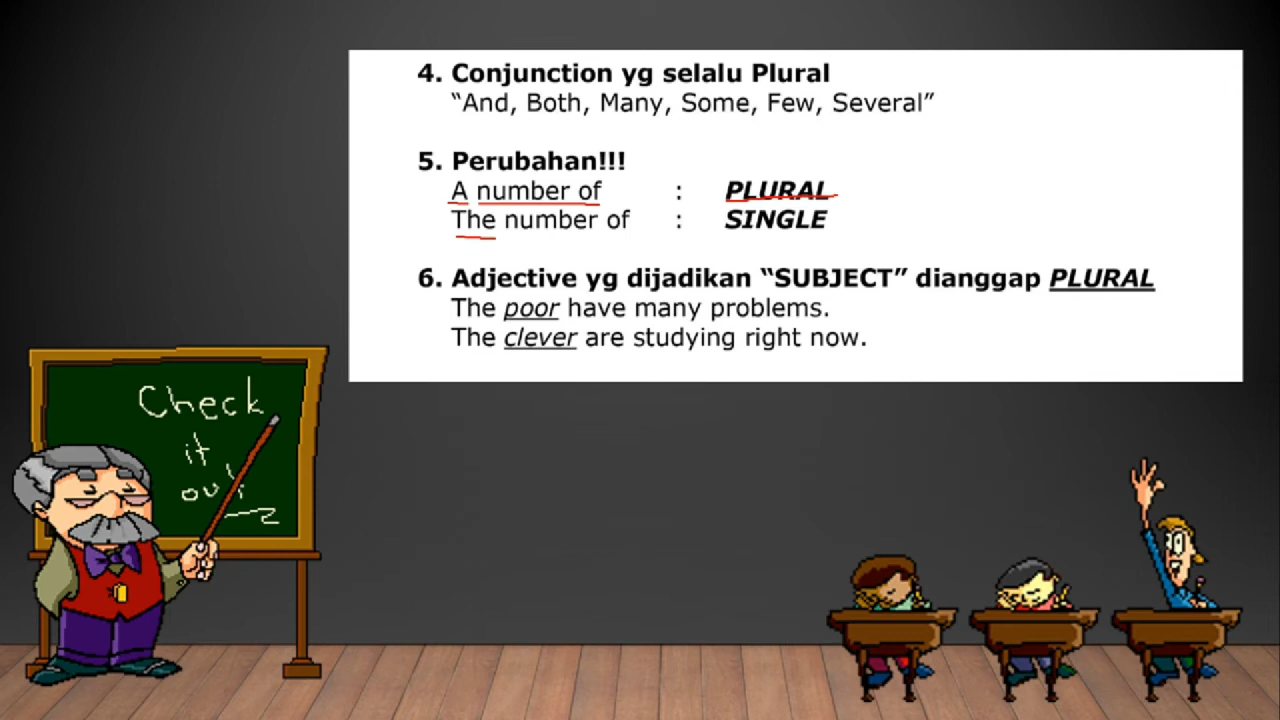 4. Conjunction yg selalu Plural
“And, Both, Many, Some, Few, Several”
5. Perubahan!!!
A number of : PLURAL
The number of : SINGLE
6. Adjective yg dijadikan “SUBJECT” dianggap PLURAL
The poor have many problems.
The clever are studying right now.
Check
it
out